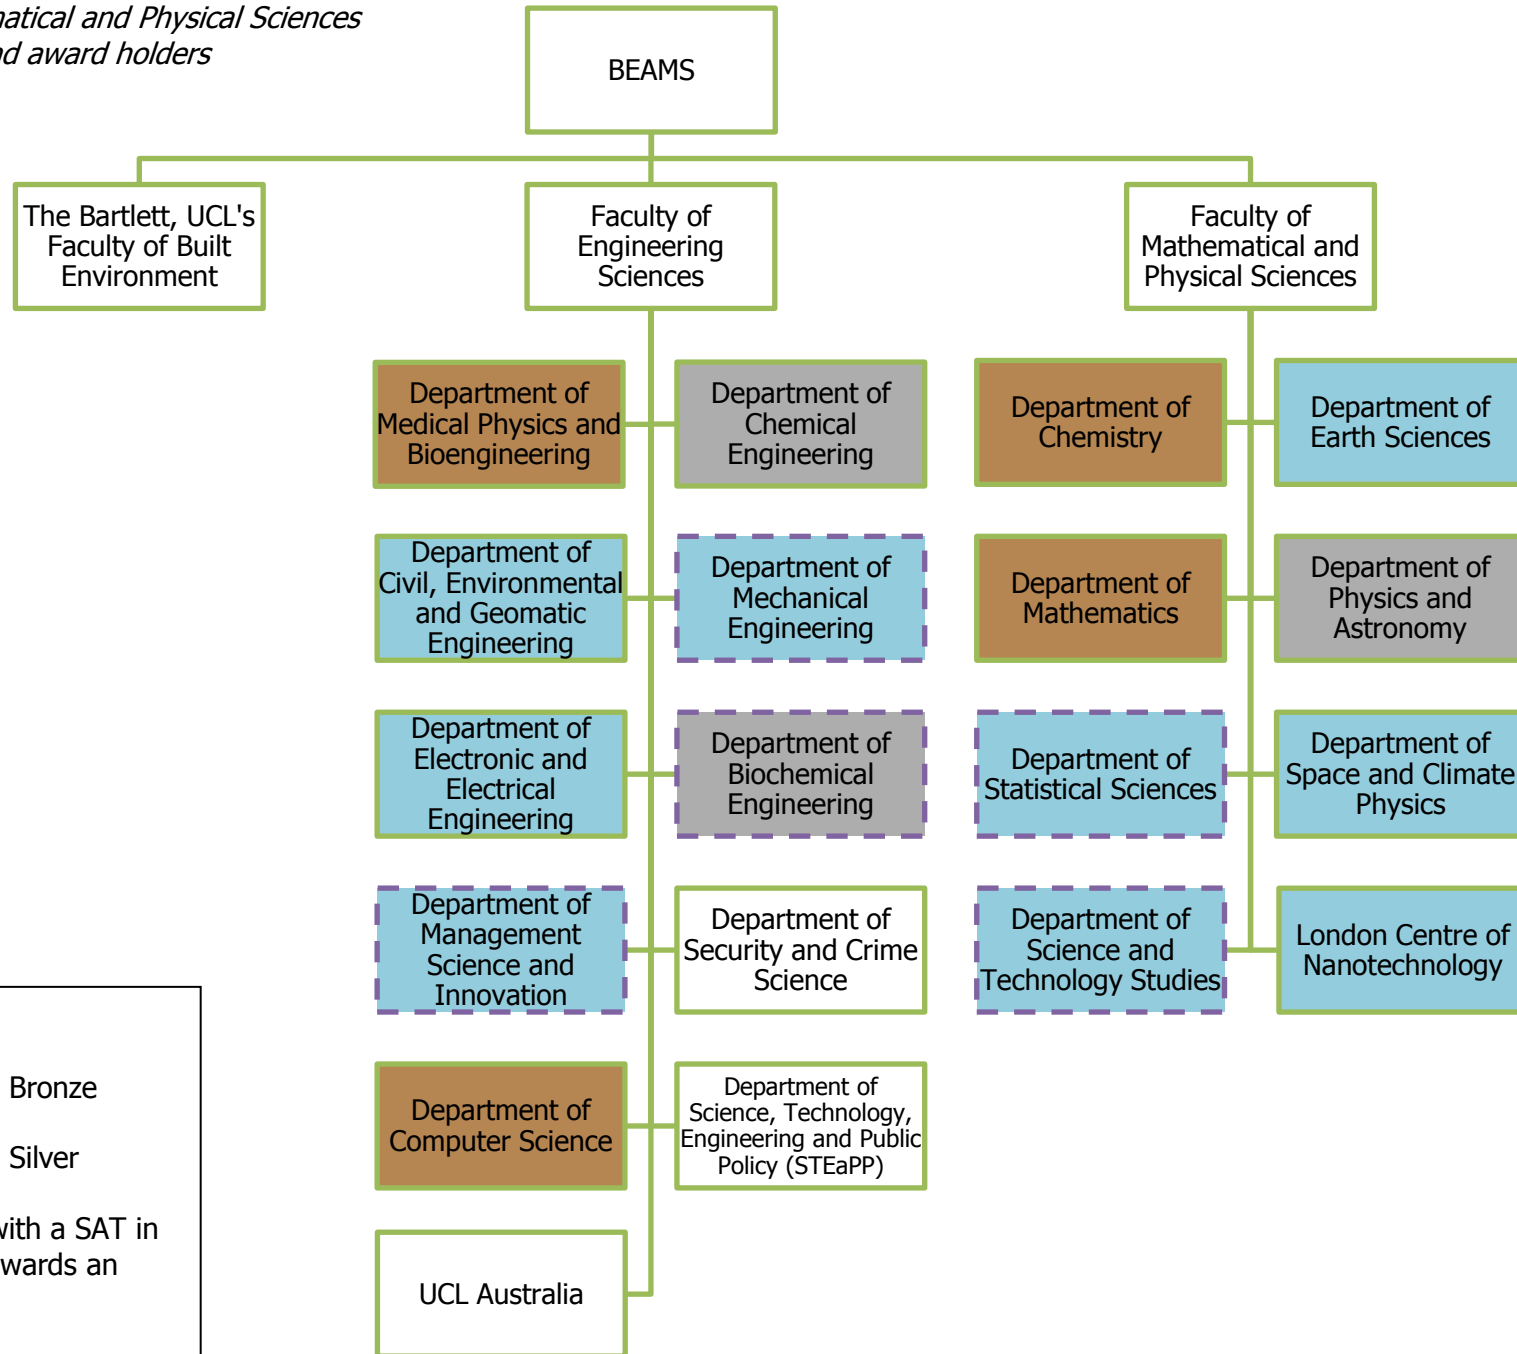 and Physical Sciences
award holders
BEAMS
The Bartlett, UCL's
Faculty of Built
Environment
Faculty of
Engineering
Sciences
Faculty of
Mathematical and
Physical Sciences
Department of
Medical Physics and
Bioengineering
Department of
Chemical
Engineering
Department of
Chemistry
Department of
Earth Sciences
Department of
Civil, Environmental
and Geomatic
Engineering
Department of
Mechanical
Engineering
Department of
Mathematics
Department of
Physics and
Astronomy
Department of
Electronic and
Electrical
Engineering
Department of
Biochemical
Engineering
Department of
Statistical Sciences
Department of
Space and Climate
Physics
Department of
Management
Science and
Innovation
Department of
Security and Crime
Science
Department of
Science and
Technology Studies
London Centre of
Nanotechnology
Department of
Computer Science
Department of
Science, Technology,
Engineering and Public
Policy (STEaPP)
UCL Australia
Bronze
Silver
with a SAT in
wards an